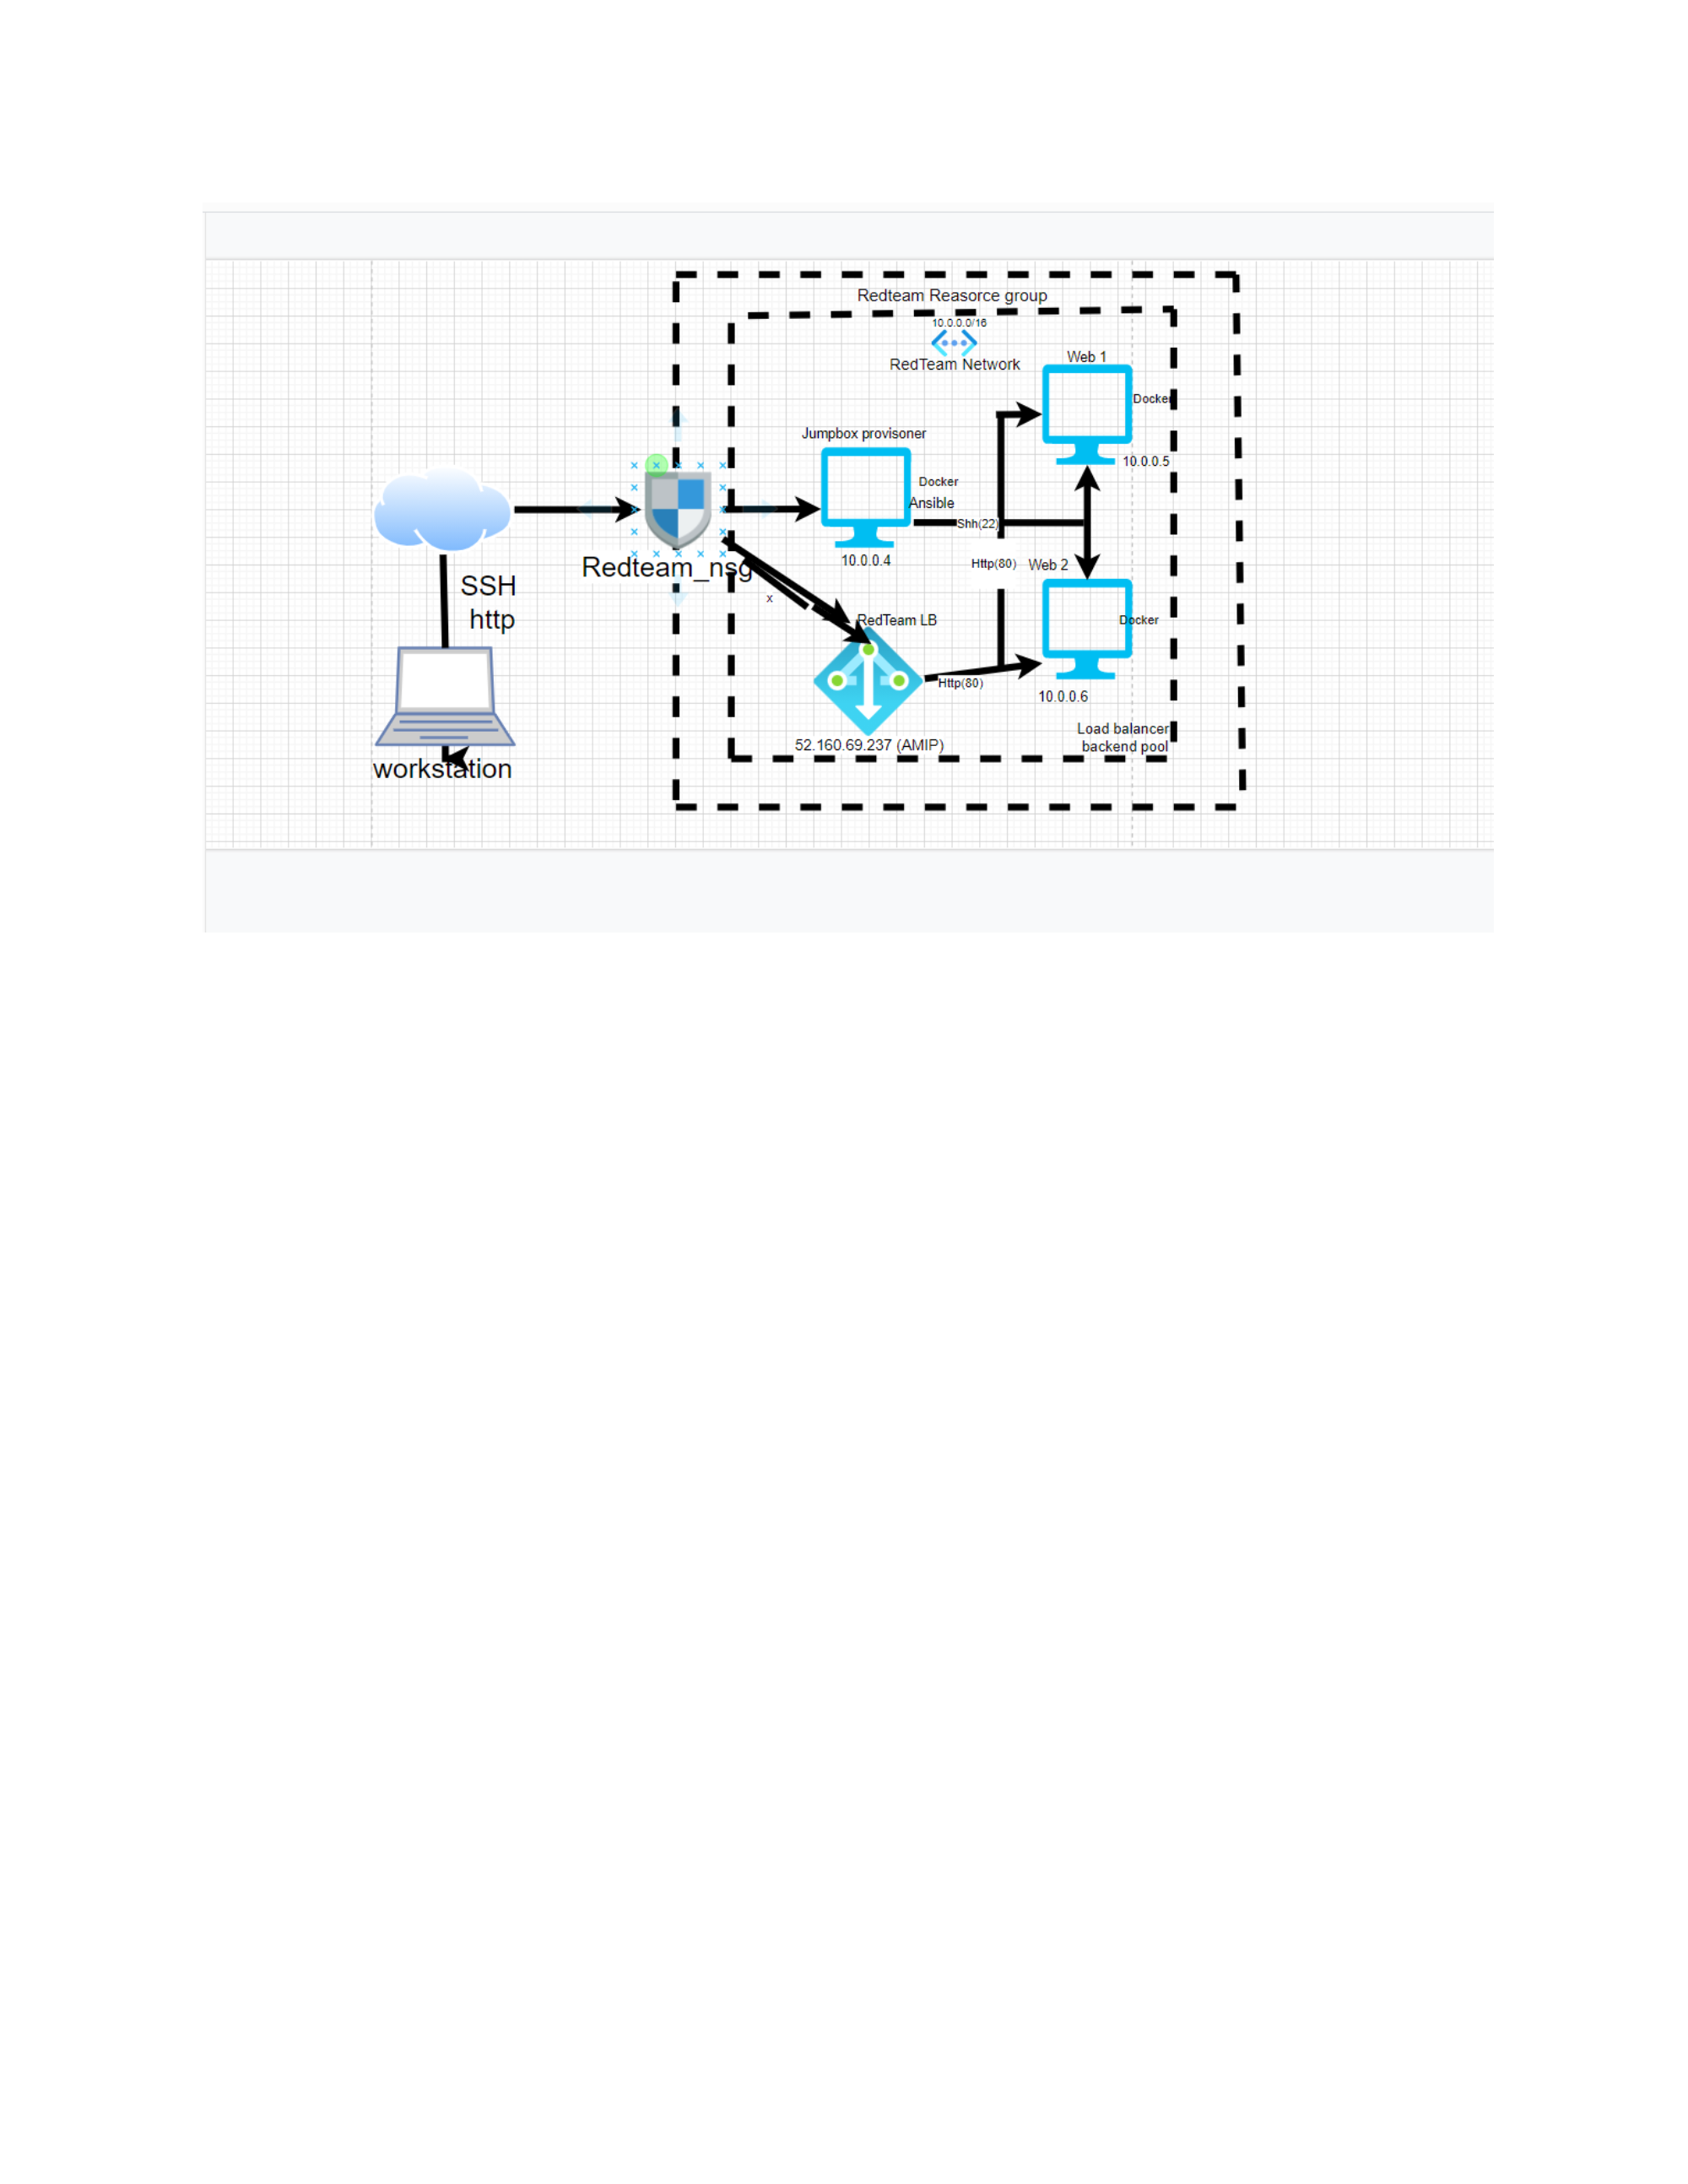 Redteam Reasorce group
10.0.0.0/16
RedTeam Network
Web 1
Docker
10.0.0.5
Jumpbox provisoner
Docker
Ansible
Shh(22)
10.0.0.4
Http(80)
Web 2
Docker
10.0.0.6
Redteam_nsg
x
SSH
http
workstation
RedTeam LB
Http(80)
52.160.69.237 (AMIP)
Load balancer
backend pool